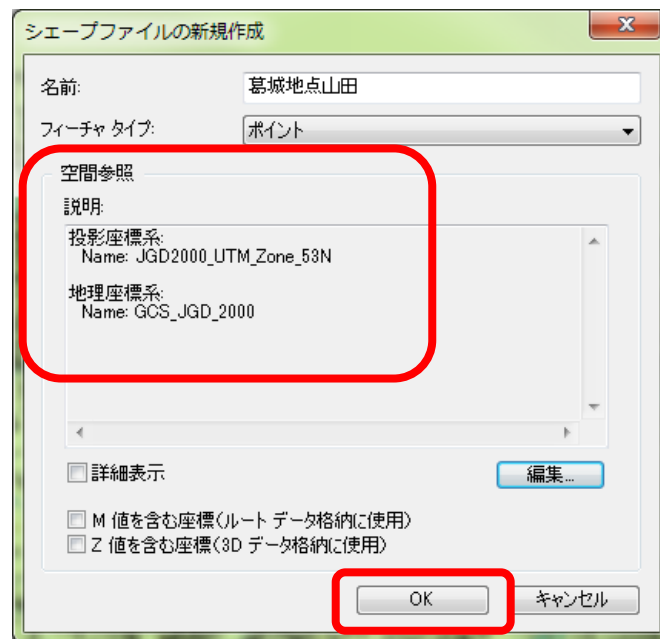 シェープファイルの新規作成
名前: 葛城地点山田
フィーチャ タイプ: ポイント
空間参照
説明:
投影座標系:
Name: JGD2000_UTM_Zone_53N
地理座標系:
Name: GCS_JGD_2000
詳細表示
編集...
M 値を含む座標(ルート データ格納に使用)
Z 値を含む座標(3D データ格納に使用)
OK キャンセル